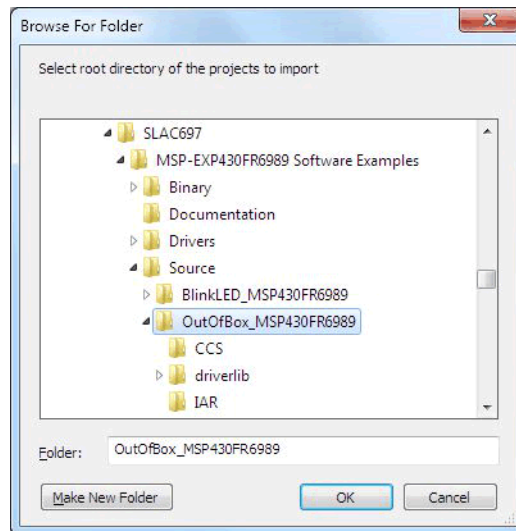 Browse For Folder
Select root directory of the projects to import
SLAC697
MSP-EXP430FR6989 Software Examples
Binary
Documentation
Drivers
Source
BlinkLED_MSP430FR6989
OutOfBox_MSP430FR6989
CCS
driverlib
IAR
Folder: OutOfBox_MSP430FR6989
Make New Folder OK Cancel